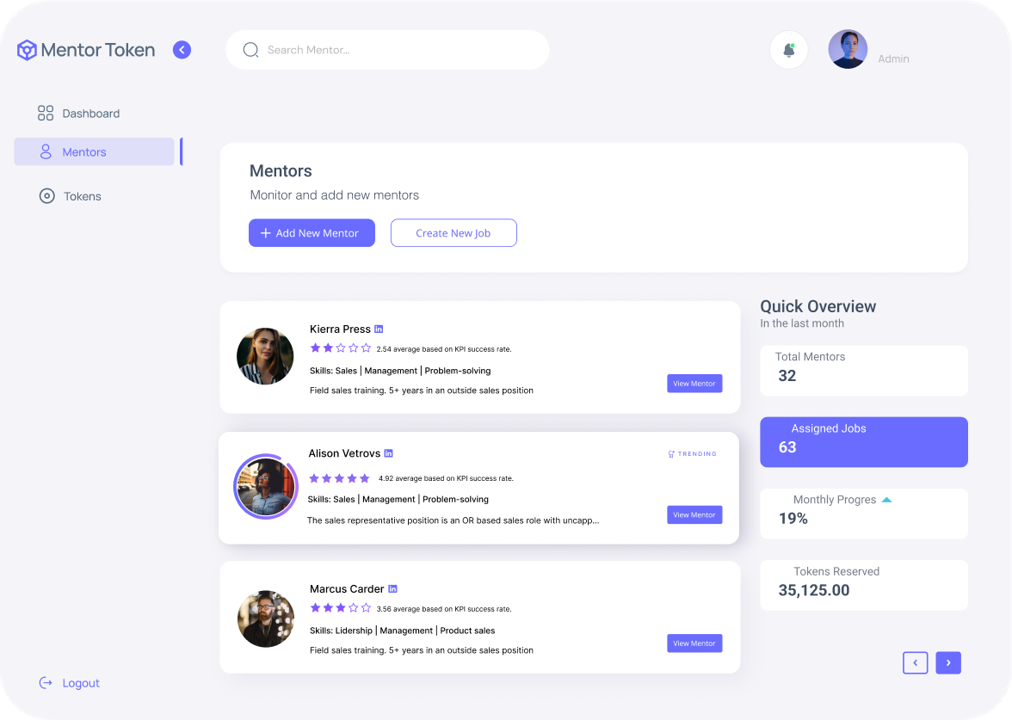 Mentor Token
Search Mentor...
Admin
Dashboard
Mentors
Tokens
Logout
Mentors
Monitor and add new mentors
+ Add New Mentor
Create New Job
Kierra Press in
2.54 average based on KPI success rate.
Skills: Sales | Management | Problem-solving
Field sales training. 5+ years in an outside sales position
View Mentor
Alison Vetrovs in
TRENDING
4.92 average based on KPI success rate.
Skills: Sales | Management | Problem-solving
The sales representative position is an OR based sales role with uncapp...
View Mentor
Marcus Carder in
3.56 average based on KPI success rate.
Skills: Lidership | Management | Product sales
Field sales training. 5+ years in an outside sales position
View Mentor
Quick Overview
In the last month
Total Mentors
32
Assigned Jobs
63
Monthly Progres
19%
Tokens Reserved
35,125.00